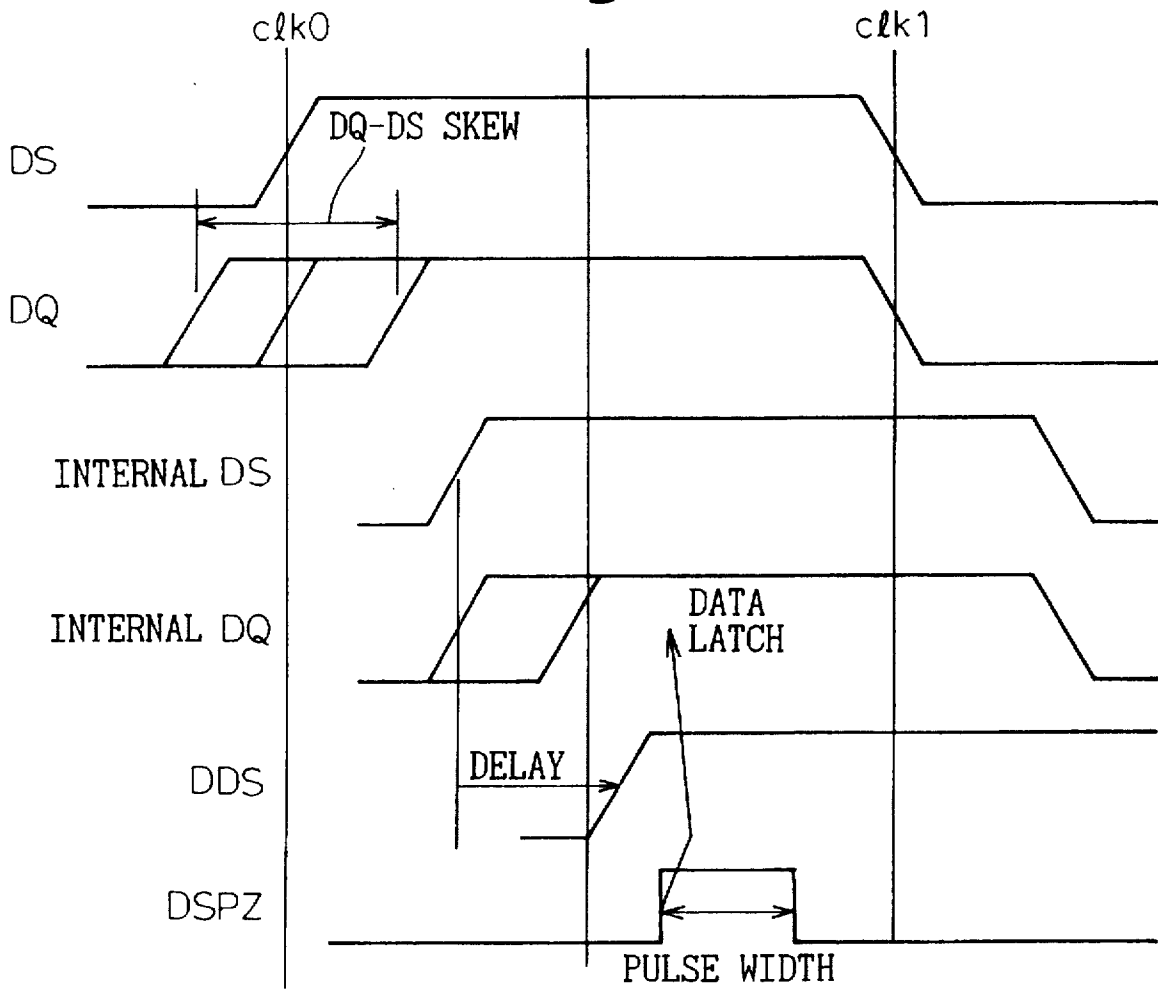 clk0
clk1
DQ-DS SKEW
DS
DQ
INTERNAL DS
INTERNAL DQ
DATA
LATCH
DELAY
DDS
DSPZ
PULSE WIDTH